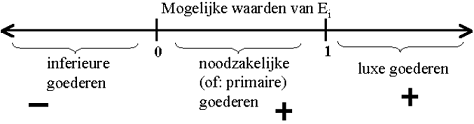 Mogelijke waarden van Ei
0
1
inferieure
goederen
–
noodzakelijke
(of: primaire)
goederen
+
luxe goederen
+